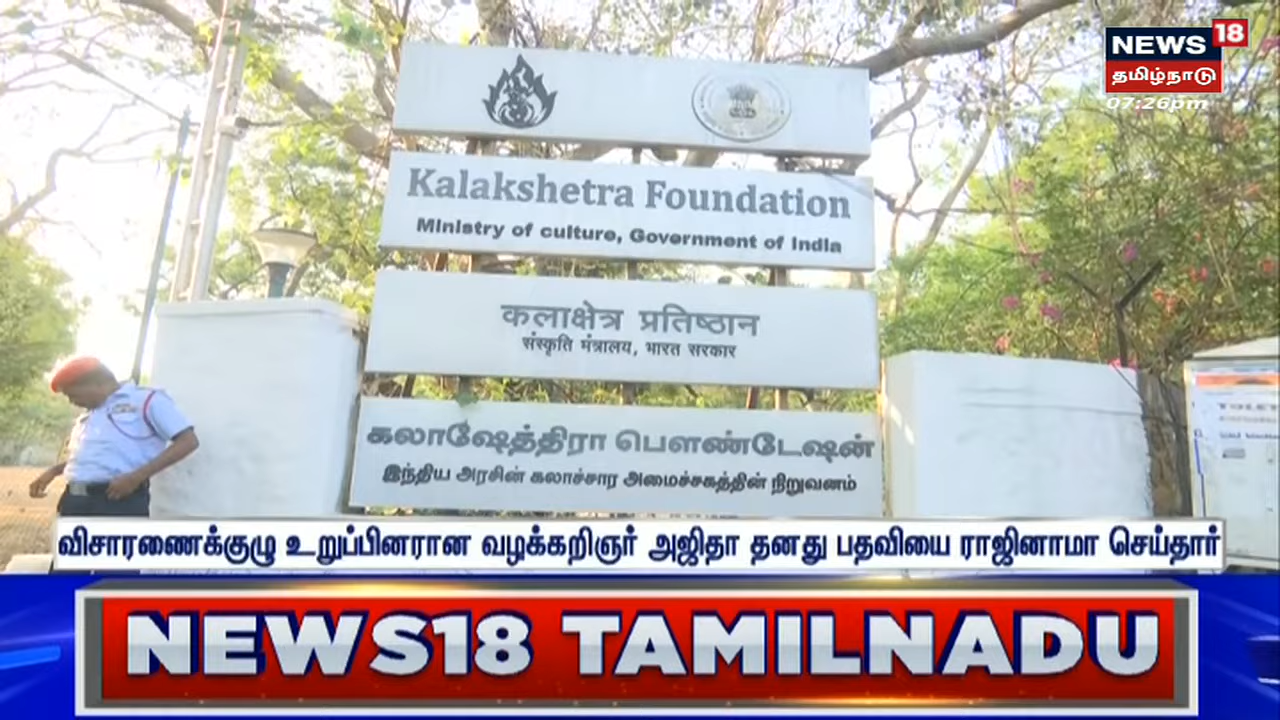 NEWS 18
தமிழ்நாடு
07:26pm
Kalakshetra Foundation
Ministry of culture, Government of India
कलाक्षेत्र प्रतिष्ठान
संस्कृति मंत्रालय, भारत सरकार
கலாஷேத்திரா பௌண்டேஷன்
இந்திய அரசின் கலாச்சார அமைச்சகத்தின் நிறுவனம்
விசாரணைக்குழு உறுப்பினரான வழக்கறிஞர் அஜிதா தனது பதவியை ராஜினாமா செய்தார்
NEWS18 TAMILNADU